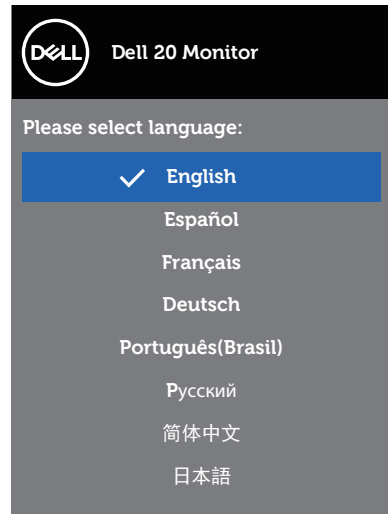 DELL
Dell 20 Monitor
Please select language:
English
Español
Français
Deutsch
Português(Brasil)
Русский
简体中文
日本語